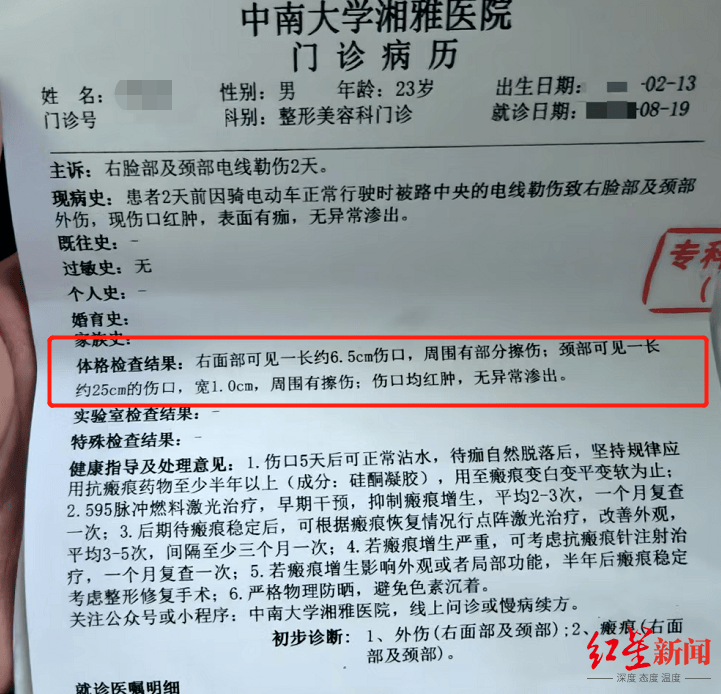 中南大学湘雅医院
门诊病历
姓 名： 性别：男 年龄：23岁 出生日期： -02-13
门诊号 科别：整形美容科门诊 就诊日期： -08-19
主诉：右脸部及颈部电线勒伤2天。
现病史：患者2天前因骑电动车正常行驶时被路中央的电线勒伤致右脸部及颈部
外伤，现伤口红肿，表面有痂，无异常渗出。
既往史：-
过敏史：无
个人史：-
婚育史：
家族史：
专科
体格检查结果：右面部可见一长约6.5cm伤口，周围有部分擦伤；颈部可见一长
约25cm的伤口，宽1.0cm，周围有擦伤；伤口均红肿，无异常渗出。
实验室检查结果：-
特殊检查结果：-
健康指导及处理意见：1.伤口5天后可正常沾水，待痂自然脱落后，坚持规律应
用抗瘢痕药物至少半年以上（成分：硅酮凝胶），用至瘢痕变白变平变软为止；
2.595脉冲燃料激光治疗，早期干预，抑制瘢痕增生，平均2-3次，一个月复查
一次；3.后期待瘢痕稳定后，可根据瘢痕恢复情况行点阵激光治疗，改善外观，
平均3-5次，间隔至少三个月一次；4.若瘢痕增生严重，可考虑抗瘢痕针注射治
疗，一个月复查一次；5.若瘢痕增生影响外观或者局部功能，半年后瘢痕稳定
考虑整形修复手术；6.严格物理防晒，避免色素沉着。
关注公众号或小程序：中南大学湘雅医院，线上问诊或慢病续方。
初步诊断：1、外伤(右面部及颈部)；2、瘢痕(右面
部及颈部)。
就诊医嘱明细
红星新闻
深度 态度 温度